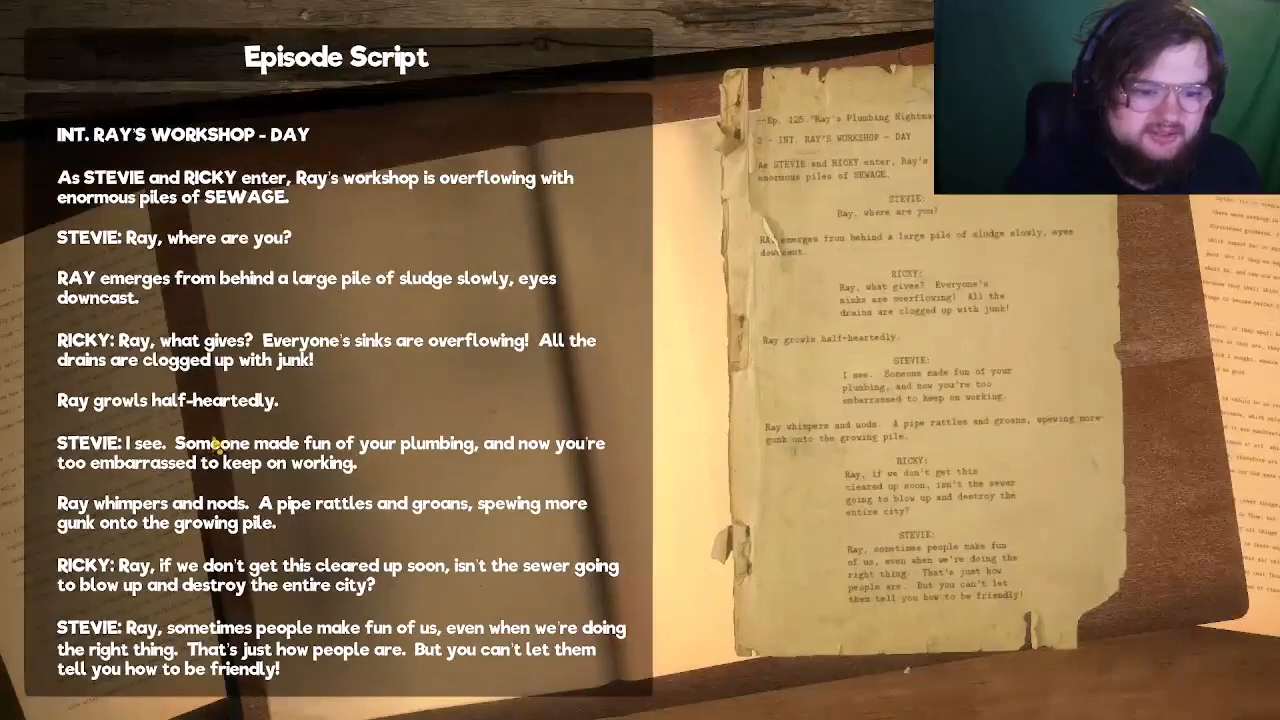 Episode Script
INT. RAY'S WORKSHOP - DAY
As STEVIE and RICKY enter, Ray's workshop is overflowing with
enormous piles of SEWAGE.
STEVIE: Ray, where are you?
RAY emerges from behind a large pile of sludge slowly, eyes
downcast.
RICKY: Ray, what gives?  Everyone's sinks are overflowing!  All the
drains are clogged up with junk!
Ray growls half-heartedly.
STEVIE: I see.  Someone made fun of your plumbing, and now you're
too embarrassed to keep on working.
Ray whimpers and nods.  A pipe rattles and groans, spewing more
gunk onto the growing pile.
RICKY: Ray, if we don't get this cleared up soon, isn't the sewer going
to blow up and destroy the entire city?
STEVIE: Ray, sometimes people make fun of us, even when we're doing
the right thing.  That's just how people are.  But you can't let them
tell you how to be friendly!
--Ep. 125 "Ray's Plumbing
3 - INT. RAY'S WORKSHOP - DAY
As STEVIE and RICKY enter, Ray's
enormous piles of SEWAGE.
STEVIE:
Ray, where are you?
emerges from behind a large pile of sludge slowly, eyes
downcast.
RICKY:
Ray, what gives?  Everyone's
sinks are overflowing!  All the
drains are clogged up with junk!
Ray growls half-heartedly.
STEVIE:
I see.  Someone made fun of your
plumbing, and now you're too
embarrassed to keep on working.
Ray whimpers and nods.  A pipe rattles and groans, spewing more
gunk onto the growing pile.
RICKY:
Ray, if we don't get this
cleared up soon, isn't the sewer
going to blow up and destroy the
entire city?
STEVIE:
Ray, sometimes people make fun
of us, even when we're doing the
right thing.  That's just how
people are.  But you can't let
them tell you how to be friendly!